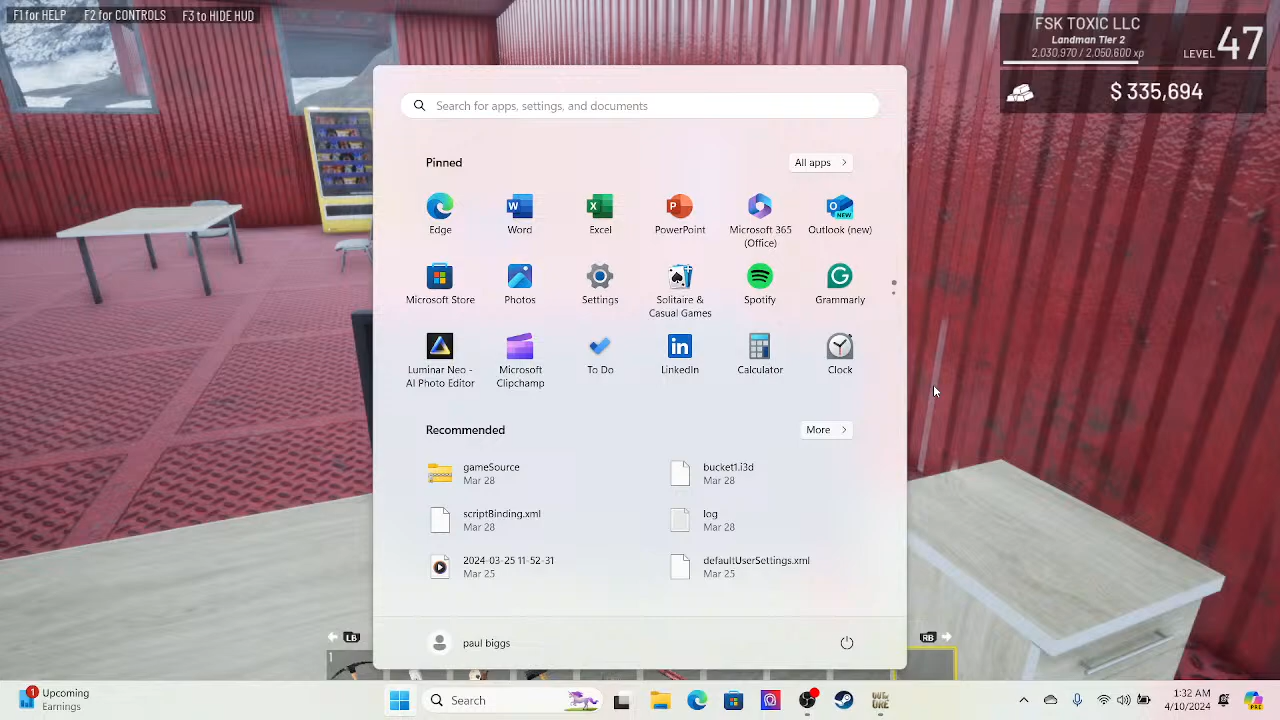 F1 for HELP F2 for CONTROLS F3 to HIDE HUD
FSK TOXIC LLC
Landman Tier 2
2,030,970 / 2,050,600 xp
LEVEL 47
$ 335,694
Search for apps, settings, and documents
Pinned
All apps
Edge
Word
Excel
PowerPoint
Microsoft 365
(Office)
Outlook (new)
Microsoft Store
Photos
Settings
Solitaire &
Casual Games
Spotify
Grammarly
Luminar Neo -
AI Photo Editor
Microsoft
Clipchamp
To Do
LinkedIn
Calculator
Clock
Recommended
More
gameSource
Mar 28
bucket1.i3d
Mar 28
scriptBinding.xml
Mar 28
log
Mar 28
2024-03-25 11-52-31
Mar 25
defaultUserSettings.xml
Mar 25
paul biggs
LB
RB
1
1
Upcoming
Earnings
Search
1:32 AM
4/10/2024